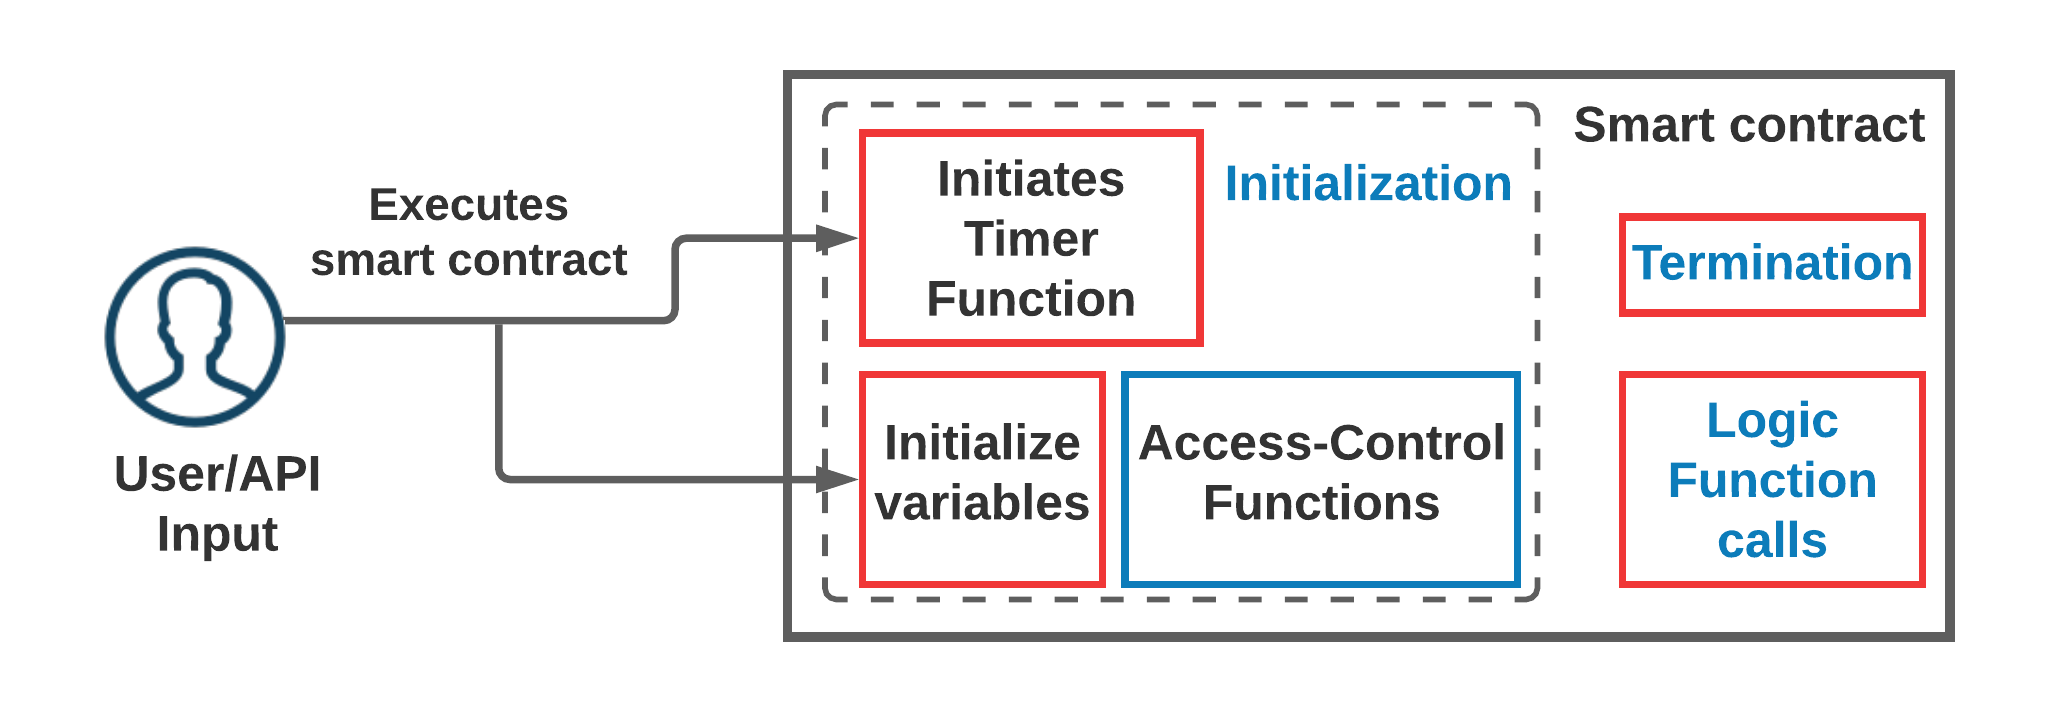 Executes
smart contract
User/API
Input
Initiates
Timer
Function
Initialization
Initialize
variables
Access-Control
Functions
Smart contract
Termination
Logic
Function
calls